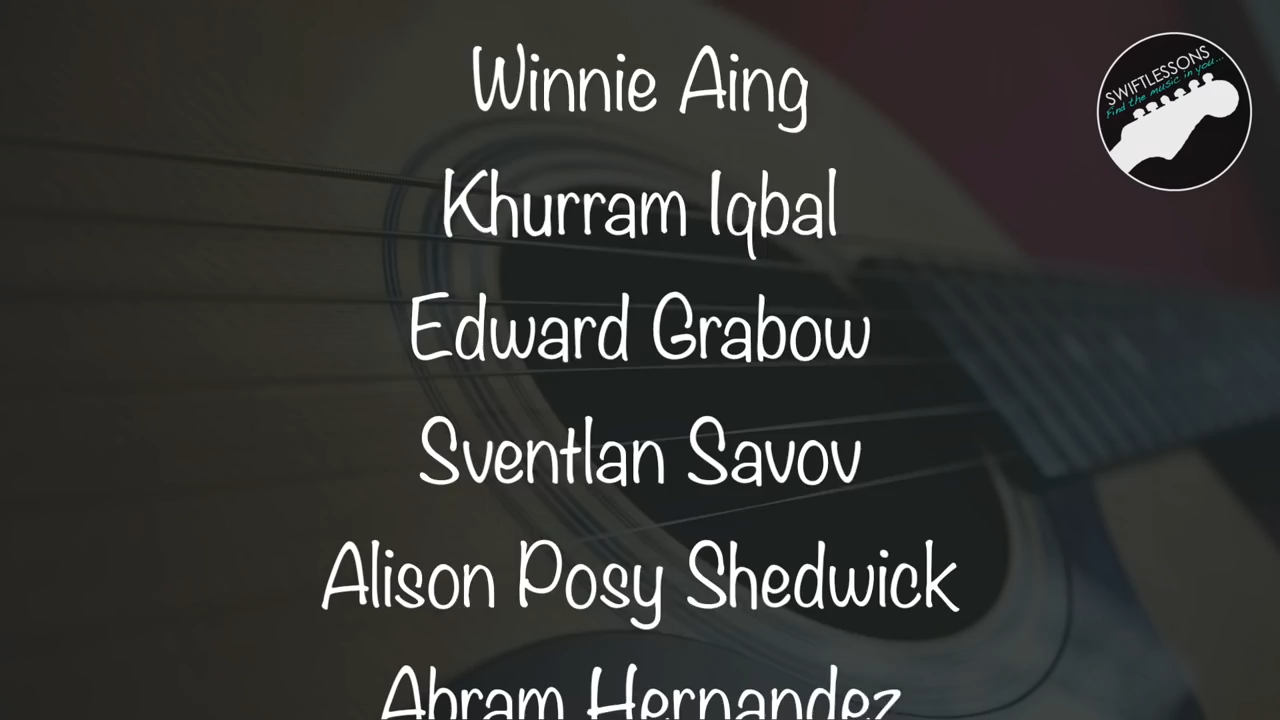 Winnie Aing
SWIFTLESSONS
Find the music in you...
Khurram Iqbal
Edward Grabow
Sventlan Savov
Alison Posy Shedwick
Abram Hernandez